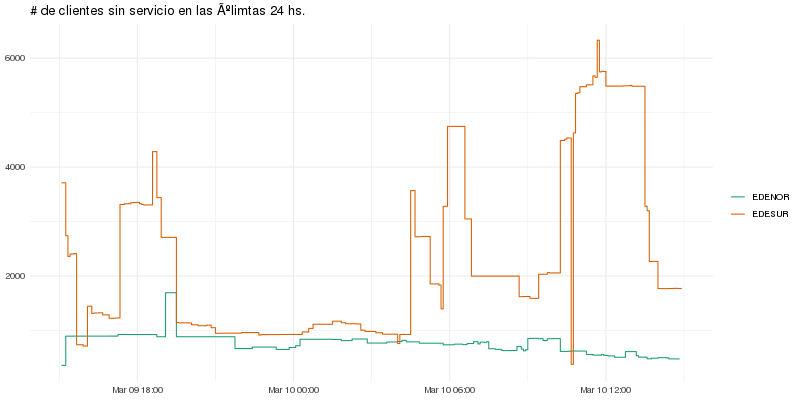 # de clientes sin servicio en las Ãºlimtas 24 hs.
6000
4000
2000
Mar 09 18:00
Mar 10 00:00
Mar 10 06:00
Mar 10 12:00
EDENOR
EDESUR